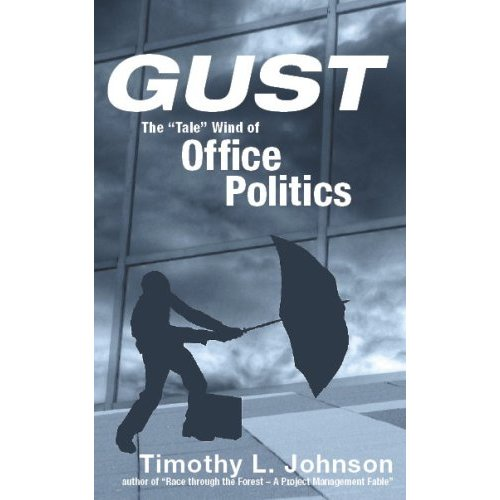 GUST
The “Tale” Wind of
Office
Politics
Timothy L. Johnson
author of “Race through the Forest – A Project Management Fable”